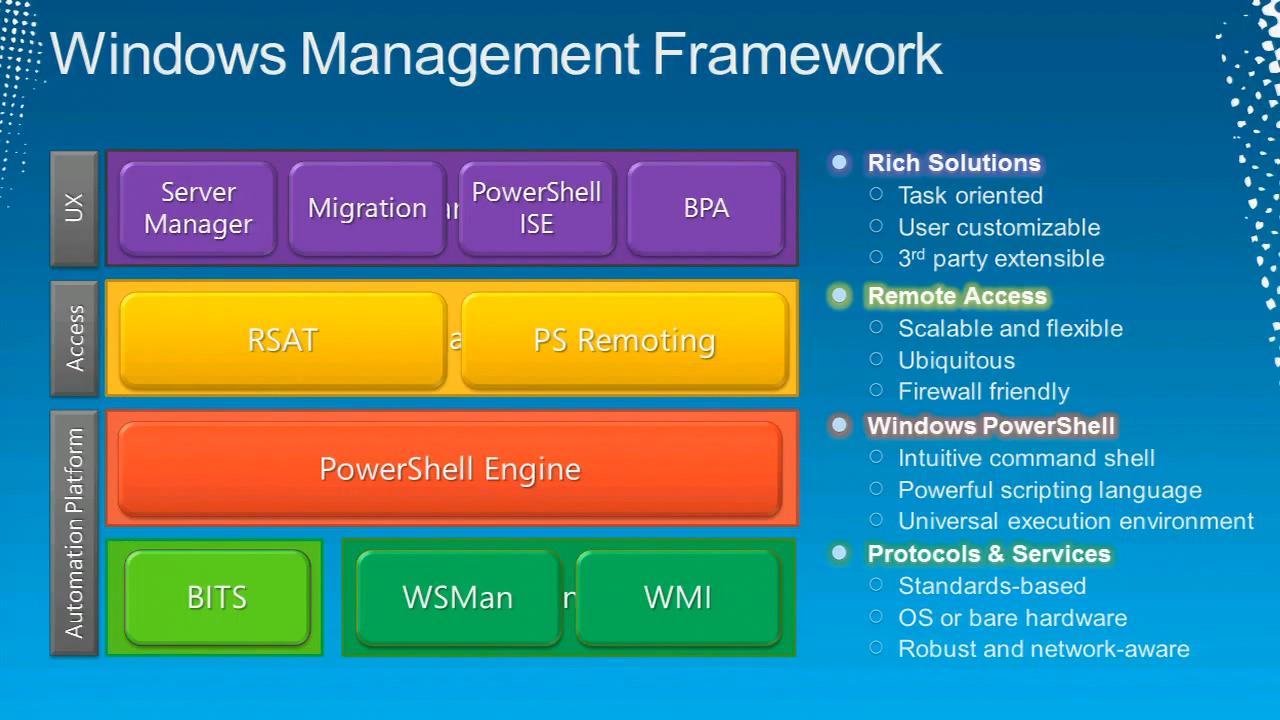 Windows Management Framework
UX
Server
Manager
Migration
PowerShell
ISE
BPA
Access
RSAT
PS Remoting
Automation Platform
PowerShell Engine
BITS
WSMan
WMI
Rich Solutions
Task oriented
User customizable
3rd party extensible
Remote Access
Scalable and flexible
Ubiquitous
Firewall friendly
Windows PowerShell
Intuitive command shell
Powerful scripting language
Universal execution environment
Protocols & Services
Standards-based
OS or bare hardware
Robust and network-aware